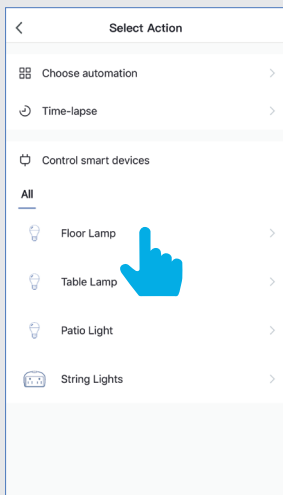 Select Action
Choose automation
Time-lapse
Control smart devices
All
Floor Lamp
Table Lamp
Patio Light
String Lights